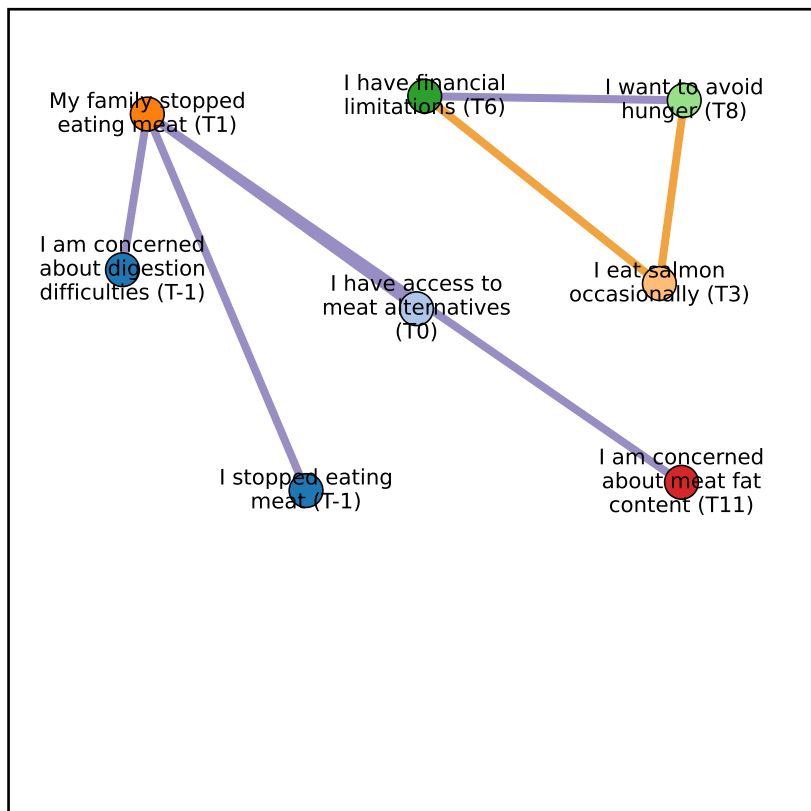 I have financial
limitations (T6)
I want to avoid
hunger (T8)
My family stopped
eating meat (T1)
I am concerned
about digestion
difficulties (T-1)
I eat salmon
occasionally (T3)
I have access to
meat alternatives
(T0)
I am concerned
about meat fat
content (T11)
I stopped eating
meat (T-1)